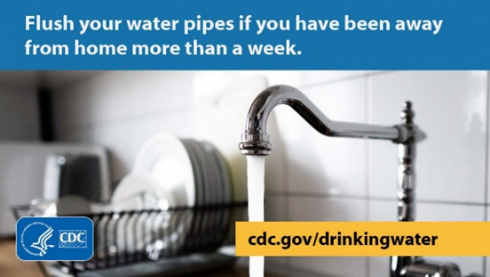 Flush your water pipes if you have been away
from home more than a week.
CDC
cdc.gov/drinkingwater